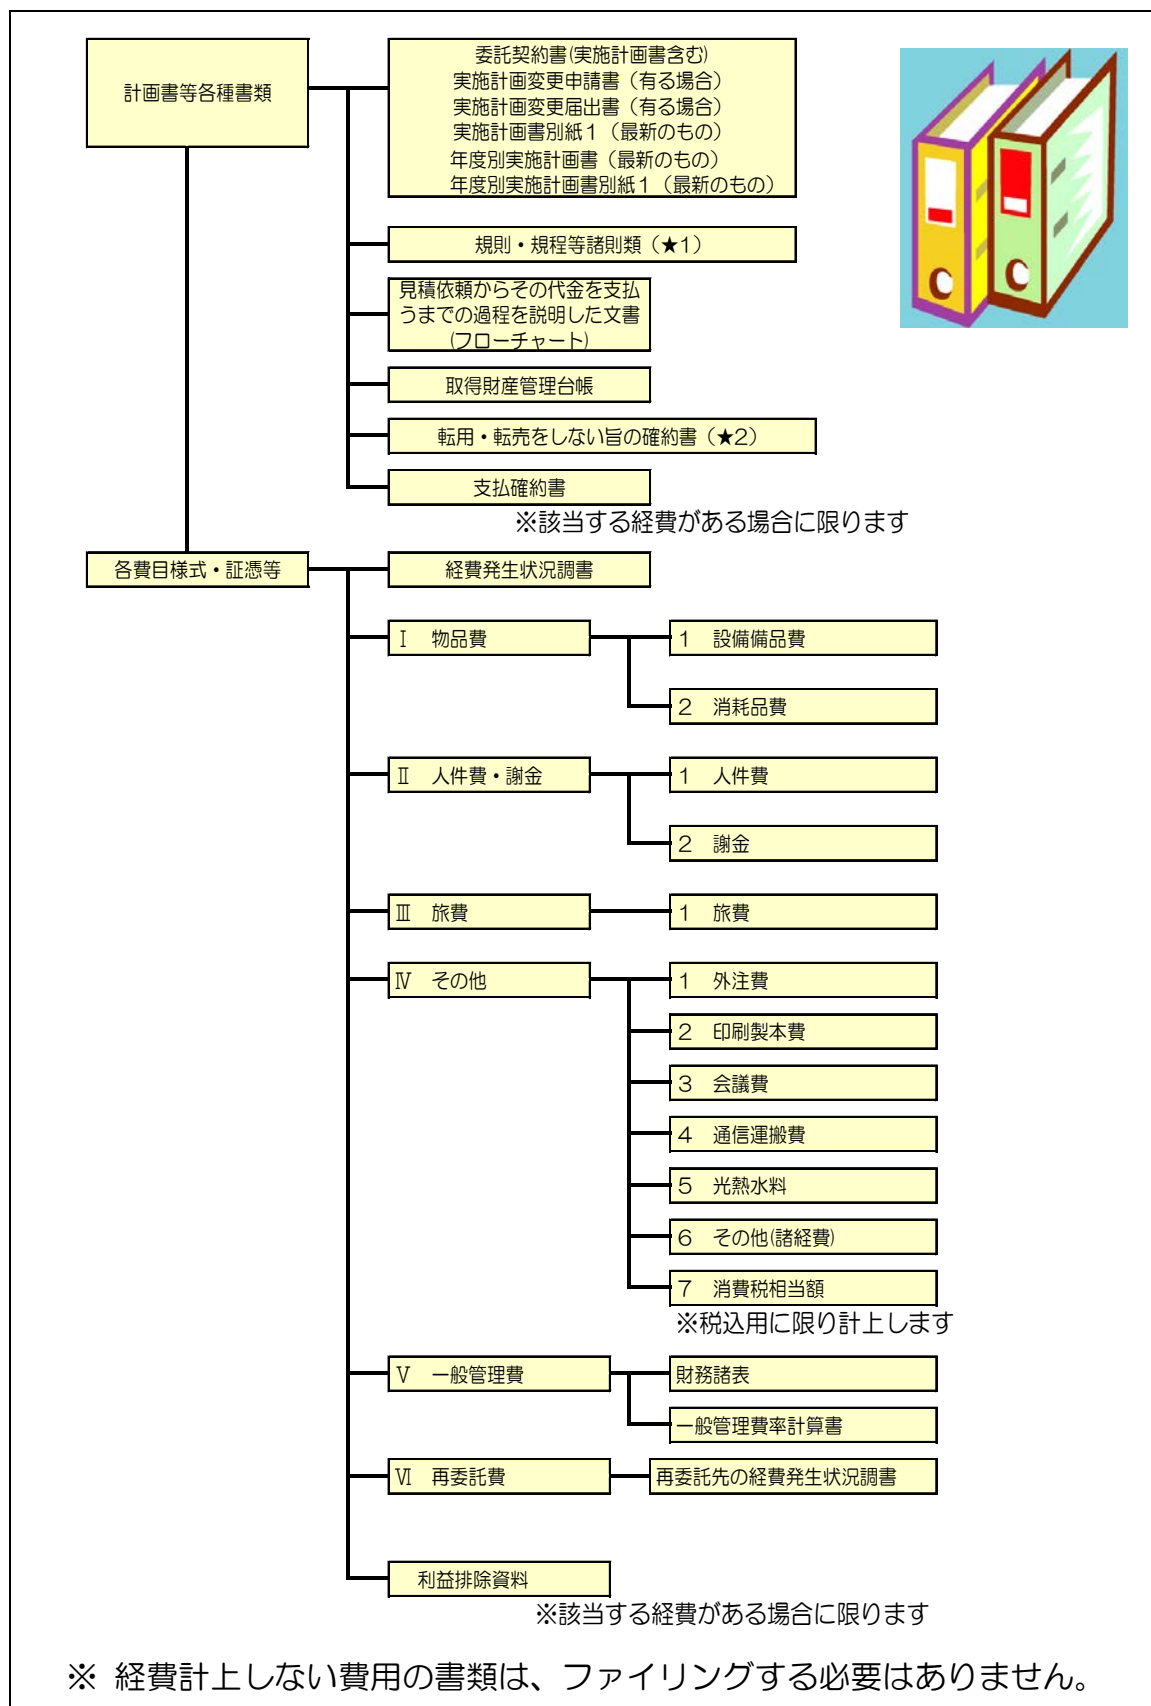 計画書等各種書類
委託契約書(実施計画書含む)
実施計画変更申請書（有る場合）
実施計画変更届出書（有る場合）
実施計画書別紙１（最新のもの）
年度別実施計画書（最新のもの）
年度別実施計画書別紙１（最新のもの）
規則・規程等諸則類（★1）
見積依頼からその代金を支払
うまでの過程を説明した文書
(フローチャート)
取得財産管理台帳
転用・転売をしない旨の確約書（★2）
支払確約書
※該当する経費がある場合に限ります
各費目様式・証憑等
経費発生状況調書
Ⅰ　物品費
１　設備備品費
２　消耗品費
Ⅱ　人件費・謝金
１　人件費
２　謝金
Ⅲ　旅費
１　旅費
Ⅳ　その他
１　外注費
２　印刷製本費
３　会議費
４　通信運搬費
５　光熱水料
６　その他(諸経費)
７　消費税相当額
※税込用に限り計上します
Ⅴ　一般管理費
財務諸表
一般管理費率計算書
Ⅵ　再委託費
再委託先の経費発生状況調書
利益排除資料
※該当する経費がある場合に限ります
※ 経費計上しない費用の書類は、ファイリングする必要はありません。